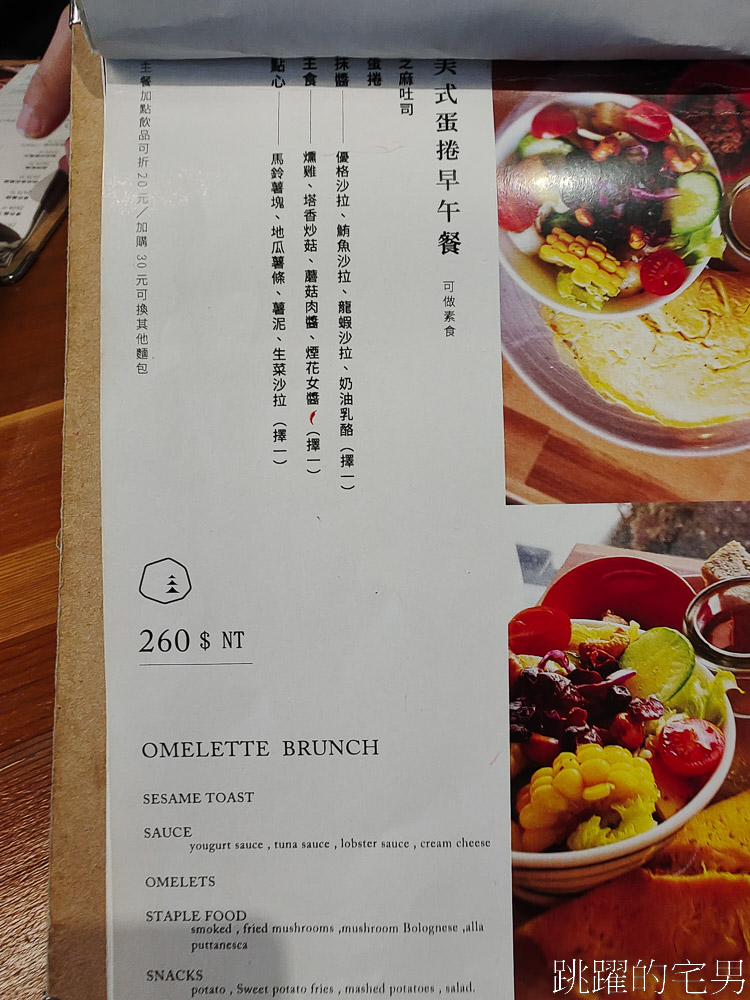 美式蛋捲早午餐 可做素食
芝麻吐司
蛋捲
抹醬——優格沙拉、鮪魚沙拉、龍蝦沙拉、奶油乳酪（擇一）
主食——燻雞、塔香炒菇、蘑菇肉醬、煙花女醬（擇一）
點心——馬鈴薯塊、地瓜薯條、薯泥、生菜沙拉（擇一）
主餐加點飲品可折20元／加購30元可換其他麵包
260 $ NT
OMELETTE BRUNCH
SESAME TOAST
SAUCE
yougurt sauce , tuna sauce , lobster sauce , cream cheese
OMELETS
STAPLE FOOD
smoked , fried mushrooms ,mushroom Bolognese ,alla
puttanesca
SNACKS
potato , Sweet potato fries , mashed potatoes , salad.
跳躍的宅男